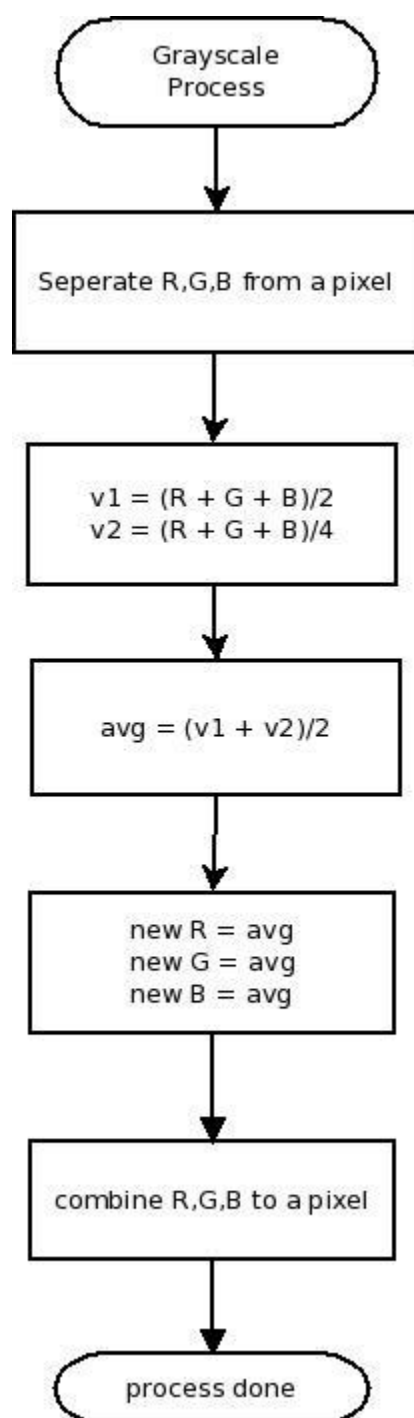 Grayscale
Process
Seperate R,G,B from a pixel
v1 = (R + G + B)/2
v2 = (R + G + B)/4
avg = (v1 + v2)/2
new R = avg
new G = avg
new B = avg
combine R,G,B to a pixel
process done